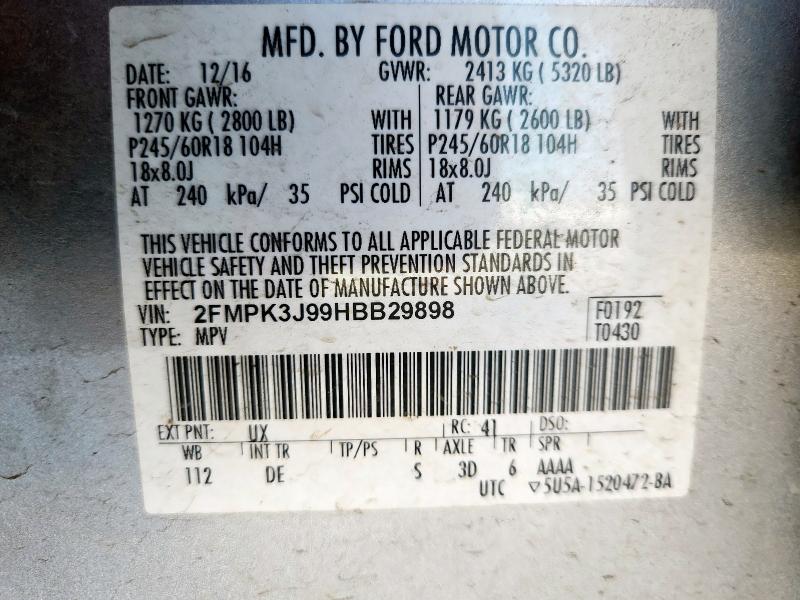 MFD. BY FORD MOTOR CO.
DATE: 12/16 GVWR: 2413 KG ( 5320 LB)
FRONT GAWR: REAR GAWR:
1270 KG ( 2800 LB) WITH 1179 KG ( 2600 LB) WITH
P245/60R18 104H TIRES P245/60R18 104H TIRES
18x8.0J RIMS 18x8.0J RIMS
AT 240 kPa/ 35 PSI COLD AT 240 kPa/ 35 PSI COLD
THIS VEHICLE CONFORMS TO ALL APPLICABLE FEDERAL MOTOR
VEHICLE SAFETY AND THEFT PREVENTION STANDARDS IN
EFFECT ON THE DATE OF MANUFACTURE SHOWN ABOVE.
VIN: 2FMPK3J99HBB29898 F0192
TYPE: MPV T0430
EXT PNT: UX RC: 41 DSO:
WB INT TR TP/PS R AXLE TR SPR
112 DE S 3D 6 AAAA
UTC ▽5U5A-1520472-BA